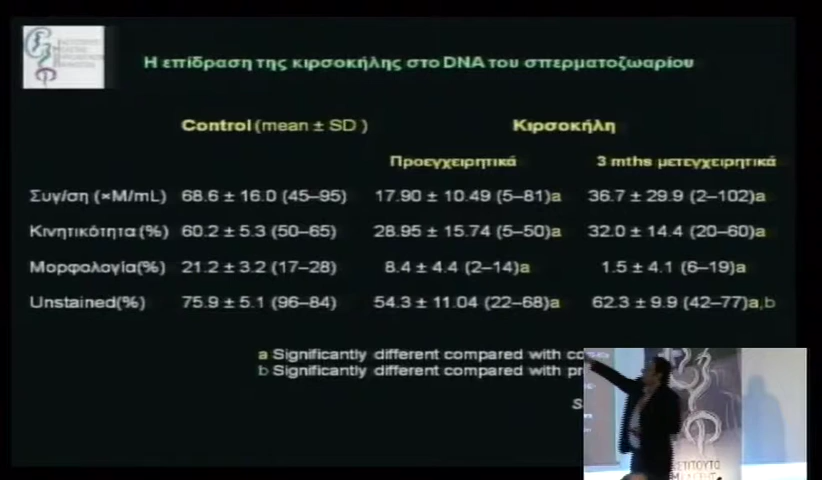 Η επίδραση της κιρσοκήλης στο DNA του σπερματοζωαρίου
Control (mean ± SD ) Κιρσοκήλη
Προεγχειρητικά 3 mths μετεγχειρητικά
Συγ/ση (×M/mL) 68.6 ± 16.0 (45–95) 17.90 ± 10.49 (5–81)a 36.7 ± 29.9 (2–102)a
Κινητικότητα (%) 60.2 ± 5.3 (50–65) 28.95 ± 15.74 (5–50)a 32.0 ± 14.4 (20–60)a
Μορφολογία(%) 21.2 ± 3.2 (17–28) 8.4 ± 4.4 (2–14)a 1.5 ± 4.1 (6–19)a
Unstained(%) 75.9 ± 5.1 (96–84) 54.3 ± 11.04 (22–68)a 62.3 ± 9.9 (42–77)a,b
a Significantly different compared with
b Significantly different compared with